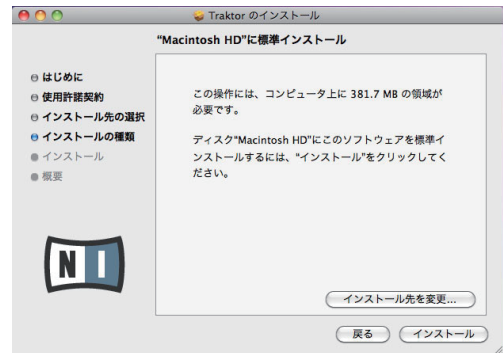 Traktor のインストール
“Macintosh HD”に標準インストール
はじめに
使用許諾契約
インストール先の選択
インストールの種類
インストール
概要
この操作には、コンピュータ上に 381.7 MB の領域が
必要です。
ディスク“Macintosh HD”にこのソフトウェアを標準イ
ンストールするには、“インストール”をクリックしてく
ださい。
NI
インストール先を変更...
戻る
インストール